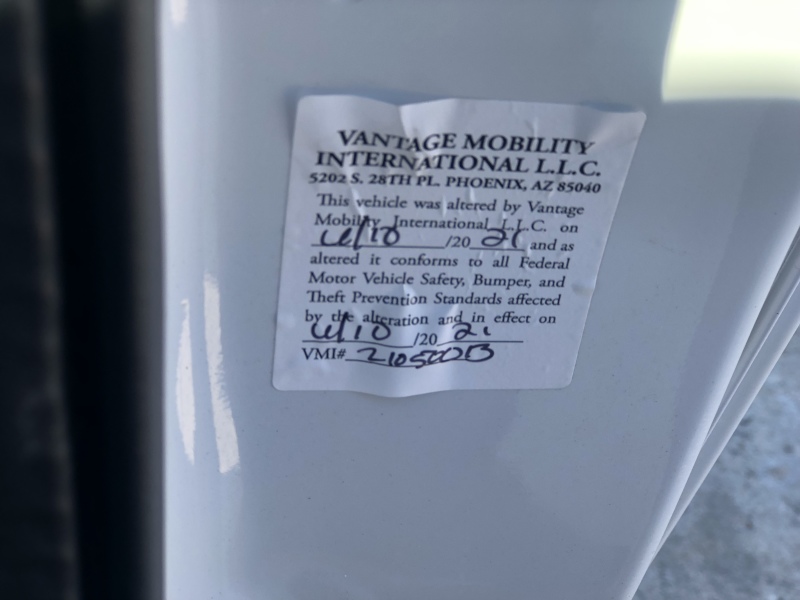 VANTAGE MOBILITY
INTERNATIONAL L.L.C.
5202 S. 28TH PL. PHOENIX, AZ 85040
This vehicle was altered by Vantage
Mobility International L.L.C. on
6/10 /20 21 and as
altered it conforms to all Federal
Motor Vehicle Safety, Bumper, and
Theft Prevention Standards affected
by the alteration and in effect on
6/10 /20 21
VMI#